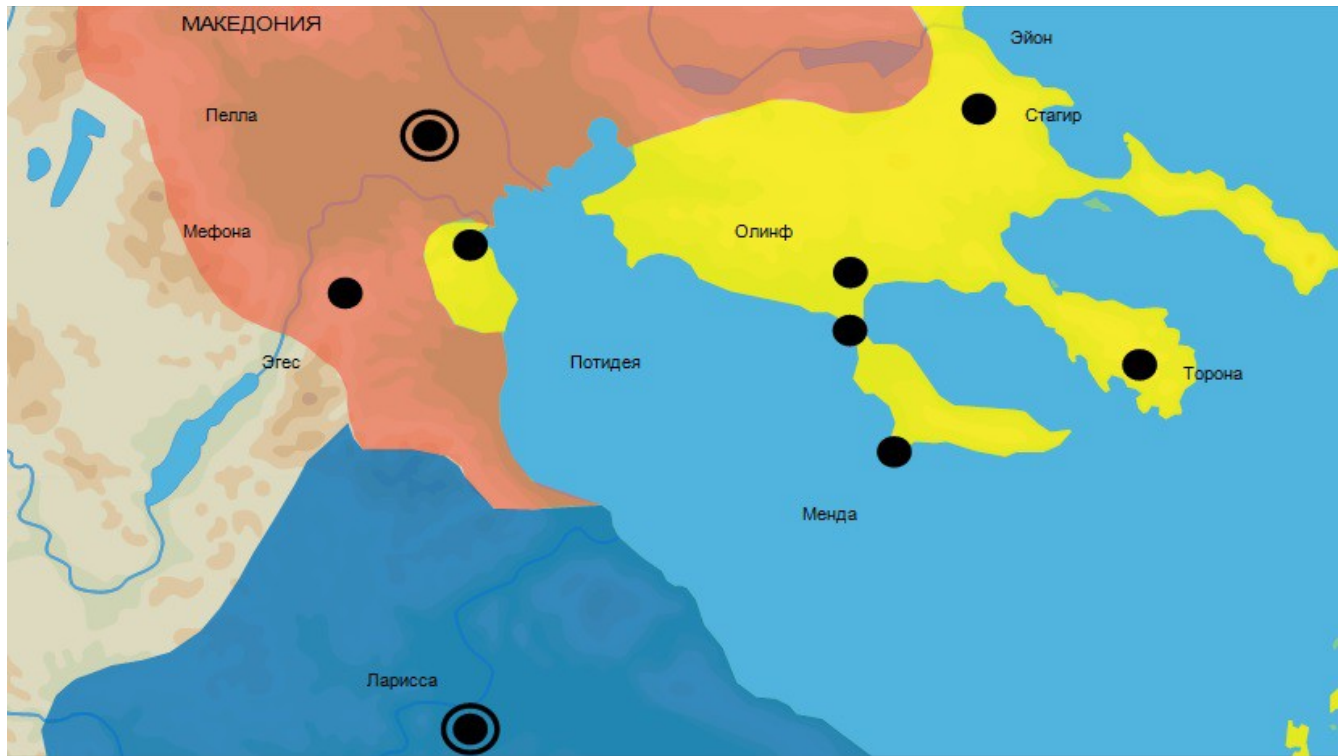 МАКЕДОНИЯ
Эйон
Пелла
Стагир
Мефона
Олинф
Эгес
Потидея
Торона
Менда
Ларисса